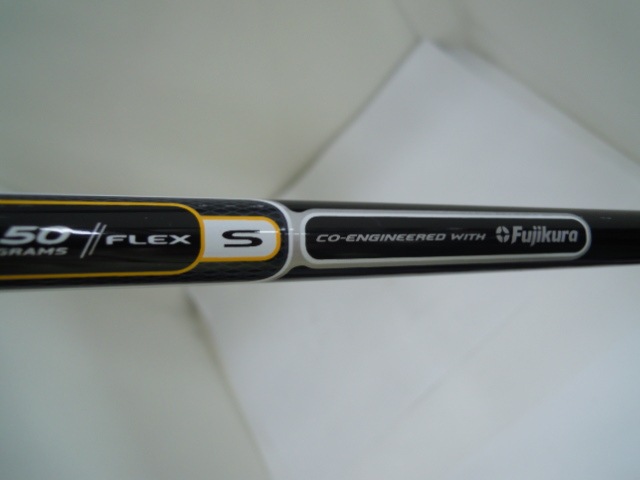 50 // FLEX S CO-ENGINEERED WITH Fujikura
GRAMS